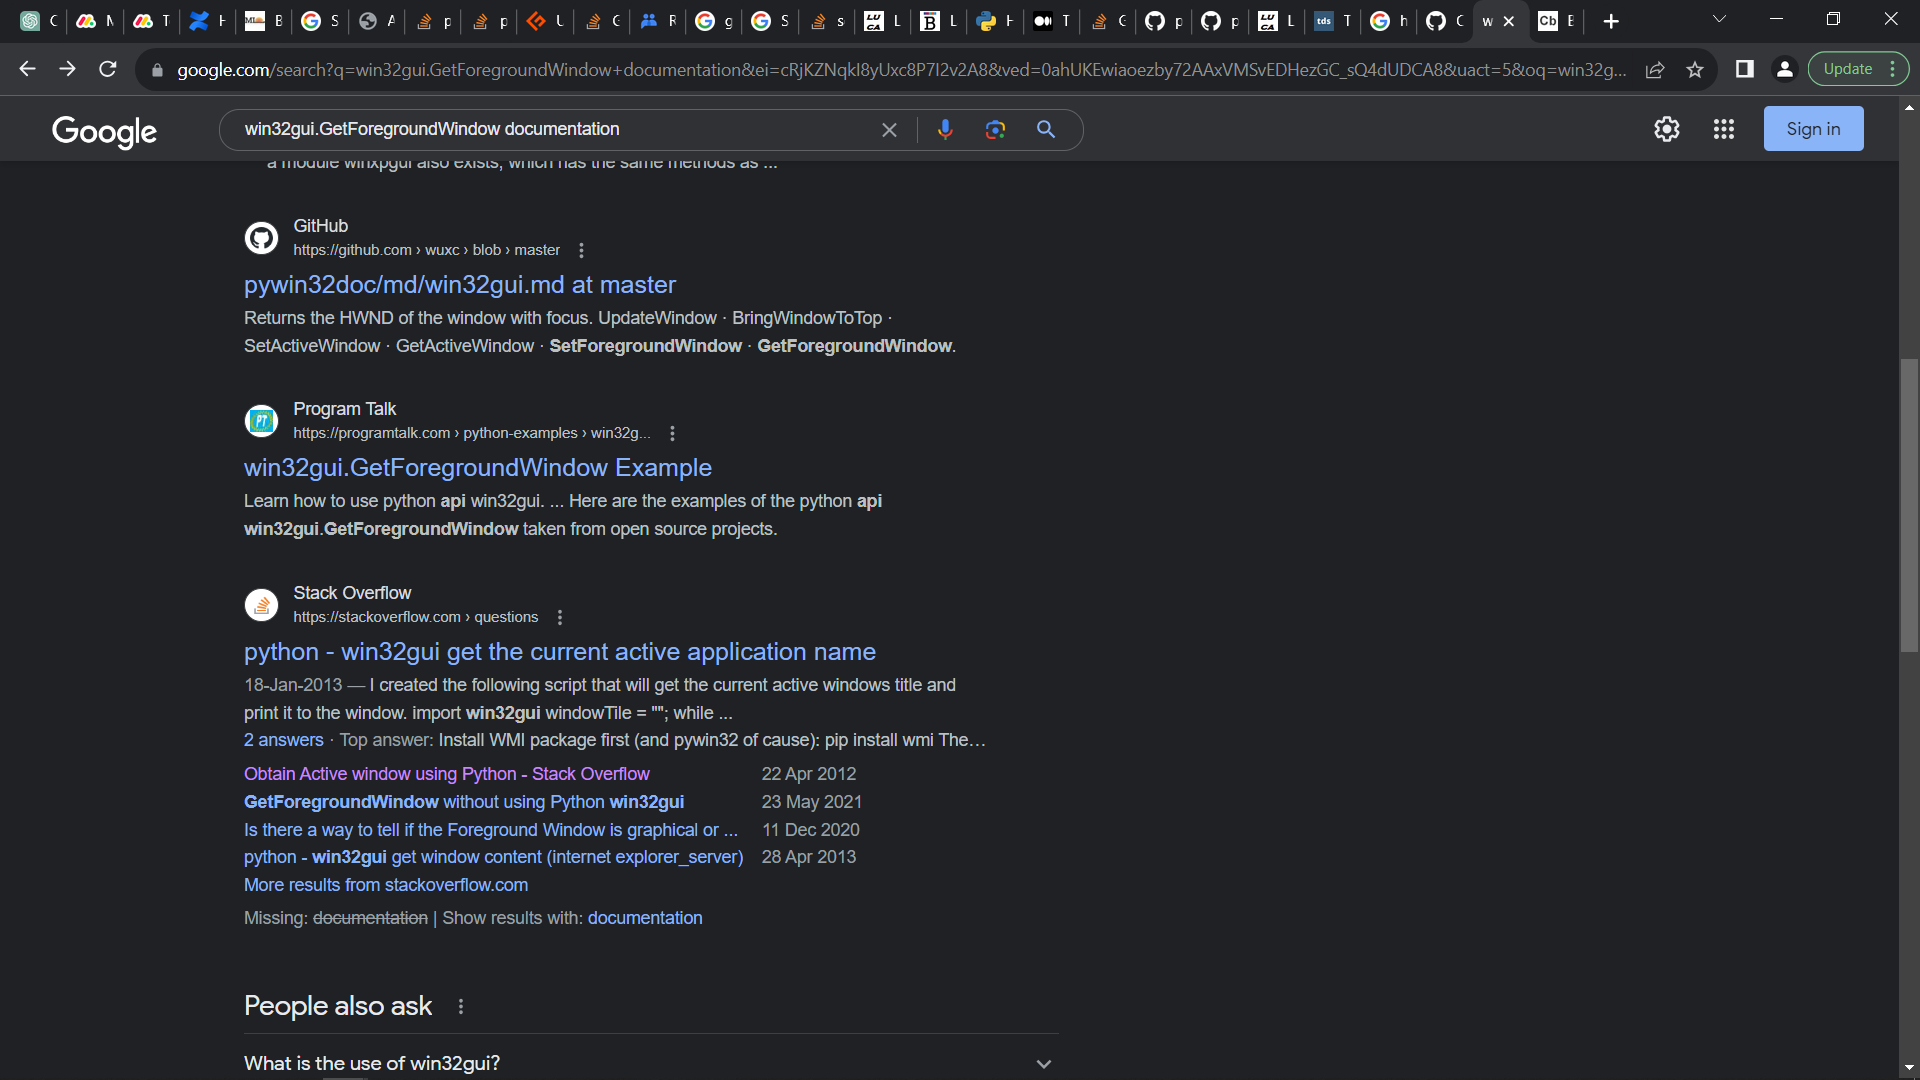 google.com/search?q=win32gui.GetForegroundWindow+documentation&ei=cRjKZNqkI8yUxc8P7I2v2A8&ved=0ahUKEwiaoezby72AAxVMSvEDHezGC_sQ4dUDCA8&uact=5&oq=win32g...
Update
Google
win32gui.GetForegroundWindow documentation
Sign in
a module winxpgui also exists, which has the same methods as ...
GitHub
https://github.com › wuxc › blob › master
pywin32doc/md/win32gui.md at master
Returns the HWND of the window with focus. UpdateWindow · BringWindowToTop ·
SetActiveWindow · GetActiveWindow · SetForegroundWindow · GetForegroundWindow.
PT
Program Talk
https://programtalk.com › python-examples › win32g...
win32gui.GetForegroundWindow Example
Learn how to use python api win32gui. ... Here are the examples of the python api
win32gui.GetForegroundWindow taken from open source projects.
Stack Overflow
https://stackoverflow.com › questions
python - win32gui get the current active application name
18-Jan-2013 — I created the following script that will get the current active windows title and
print it to the window. import win32gui windowTile = ""; while ...
2 answers · Top answer: Install WMI package first (and pywin32 of cause): pip install wmi The...
Obtain Active window using Python - Stack Overflow 22 Apr 2012
GetForegroundWindow without using Python win32gui 23 May 2021
Is there a way to tell if the Foreground Window is graphical or ... 11 Dec 2020
python - win32gui get window content (internet explorer_server) 28 Apr 2013
More results from stackoverflow.com
Missing: documentation | Show results with: documentation
People also ask
What is the use of win32gui?